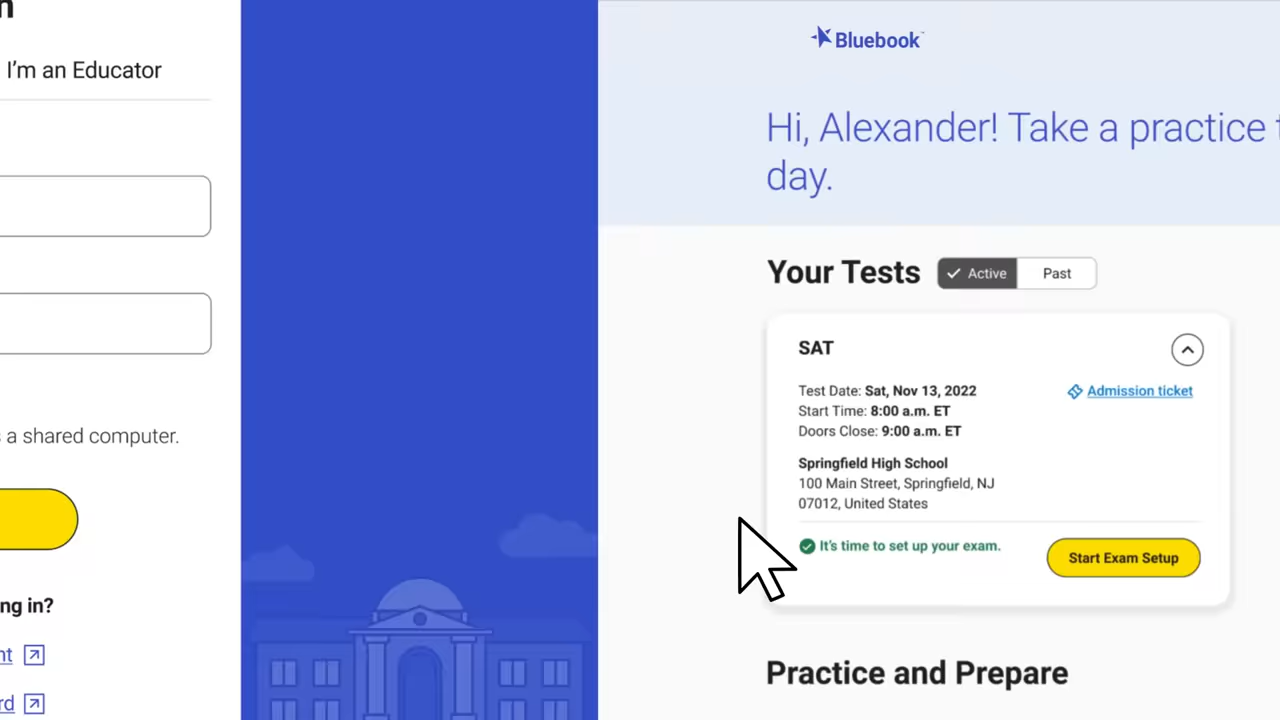 n
I'm an Educator
s a shared computer.
ng in?
nt
rd
Bluebook
Hi, Alexander! Take a practice t
day.
Your Tests
Active
Past
SAT
Test Date: Sat, Nov 13, 2022
Admission ticket
Start Time: 8:00 a.m. ET
Doors Close: 9:00 a.m. ET
Springfield High School
100 Main Street, Springfield, NJ
07012, United States
It's time to set up your exam.
Start Exam Setup
Practice and Prepare